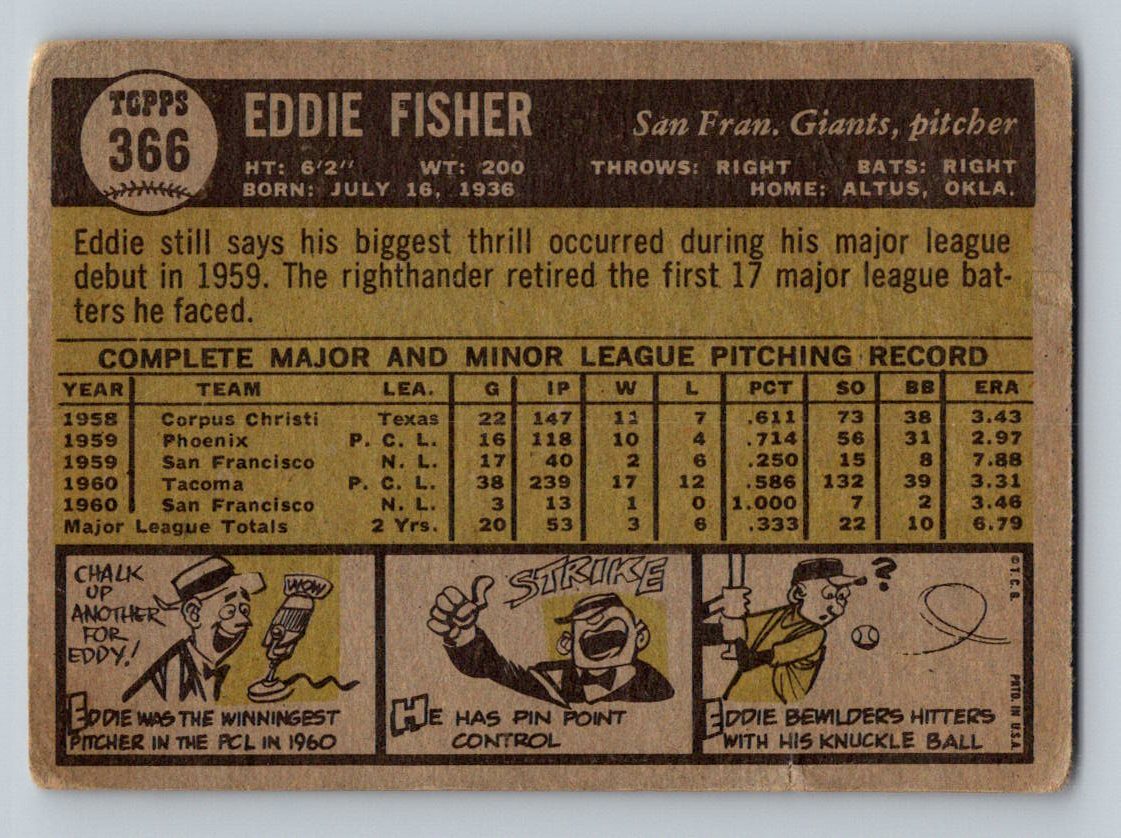 TOPPS
366
EDDIE FISHER
San Fran. Giants, pitcher
HT: 6'2" WT: 200 THROWS: RIGHT BATS: RIGHT
BORN: JULY 16, 1936 HOME: ALTUS, OKLA.
Eddie still says his biggest thrill occurred during his major league
debut in 1959. The righthander retired the first 17 major league bat-
ters he faced.
COMPLETE MAJOR AND MINOR LEAGUE PITCHING RECORD
YEAR TEAM LEA. G IP W L PCT SO BB ERA
1958 Corpus Christi Texas 22 147 11 7 .611 73 38 3.43
1959 Phoenix P. C. L. 16 118 10 4 .714 56 31 2.97
1959 San Francisco N. L. 17 40 2 6 .250 15 8 7.88
1960 Tacoma P. C. L. 38 239 17 12 .586 132 39 3.31
1960 San Francisco N. L. 3 13 1 0 1.000 7 2 3.46
Major League Totals 2 Yrs. 20 53 3 6 .333 22 10 6.79
CHALK
UP
ANOTHER
FOR
EDDY!
WOW
EDDIE WAS THE WINNINGEST
PITCHER IN THE PCL IN 1960
STRIKE
HE HAS PIN POINT
CONTROL
?
EDDIE BEWILDERS HITTERS
WITH HIS KNUCKLE BALL
© T. C. G.
PRTD. IN U.S.A.